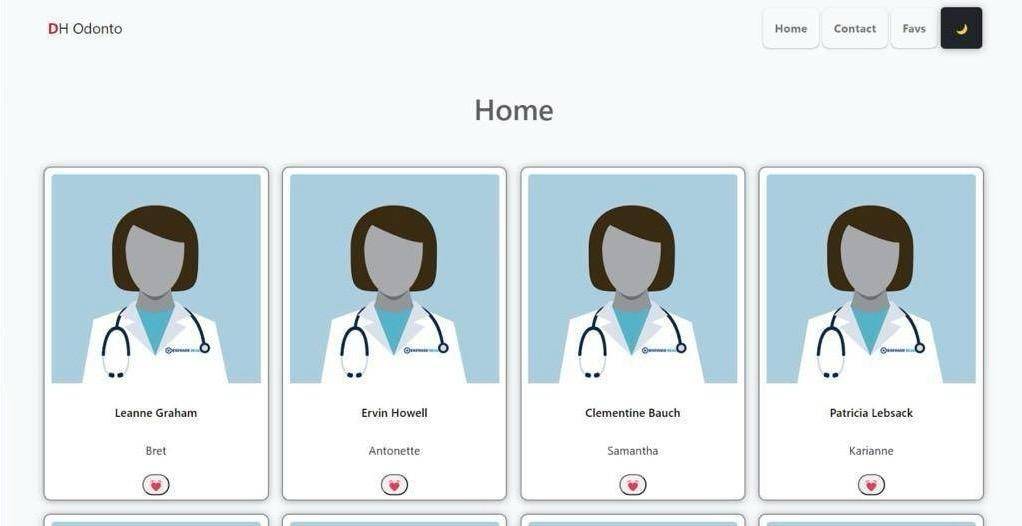 DH Odonto
Home
Contact
Favs
Home
Leanne Graham
Ervin Howell
Clementine Bauch
Patricia Lebsack
Bret
Antonette
Samantha
Karianne